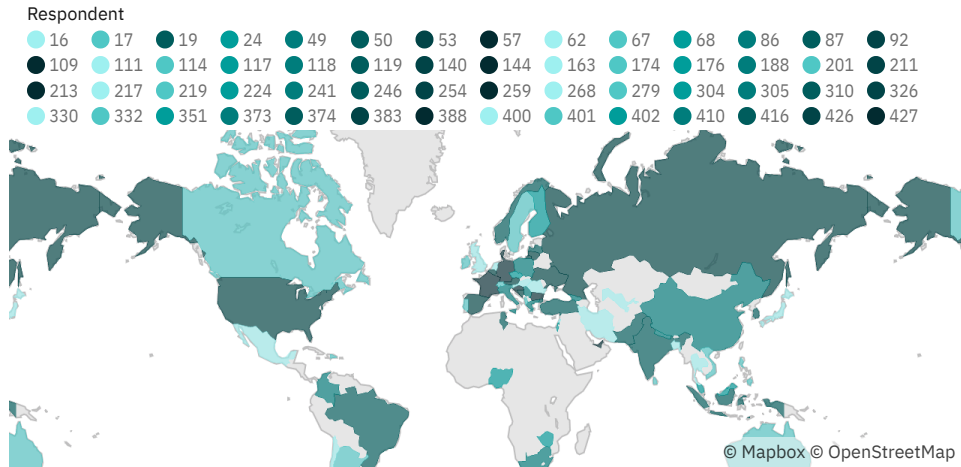 Respondent
16 17 19 24 49 50 53 57 62 67 68 86 87 92
109 111 114 117 118 119 140 144 163 174 176 188 201 211
213 217 219 224 241 246 254 259 268 279 304 305 310 326
330 332 351 373 374 383 388 400 401 402 410 416 426 427
© Mapbox © OpenStreetMap